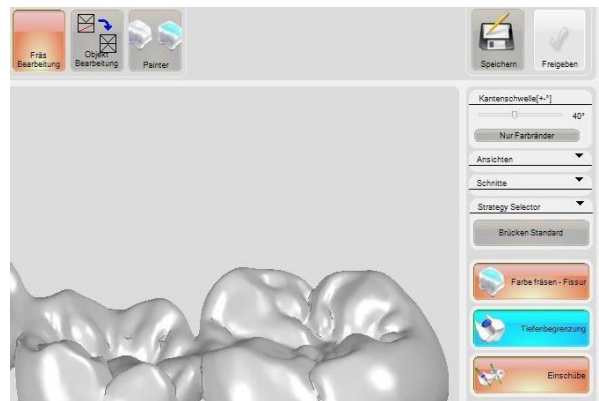 Fräs
Bearbeitung
Objekt
Bearbeitung
Painter
Speichern
Freigeben
Kantenschwelle[+-°]
40°
Nur Farbränder
Ansichten
Schnitte
Strategy Selector
Brücken Standard
Farbe fräsen - Fissur
Tiefenbegrenzung
Einschübe